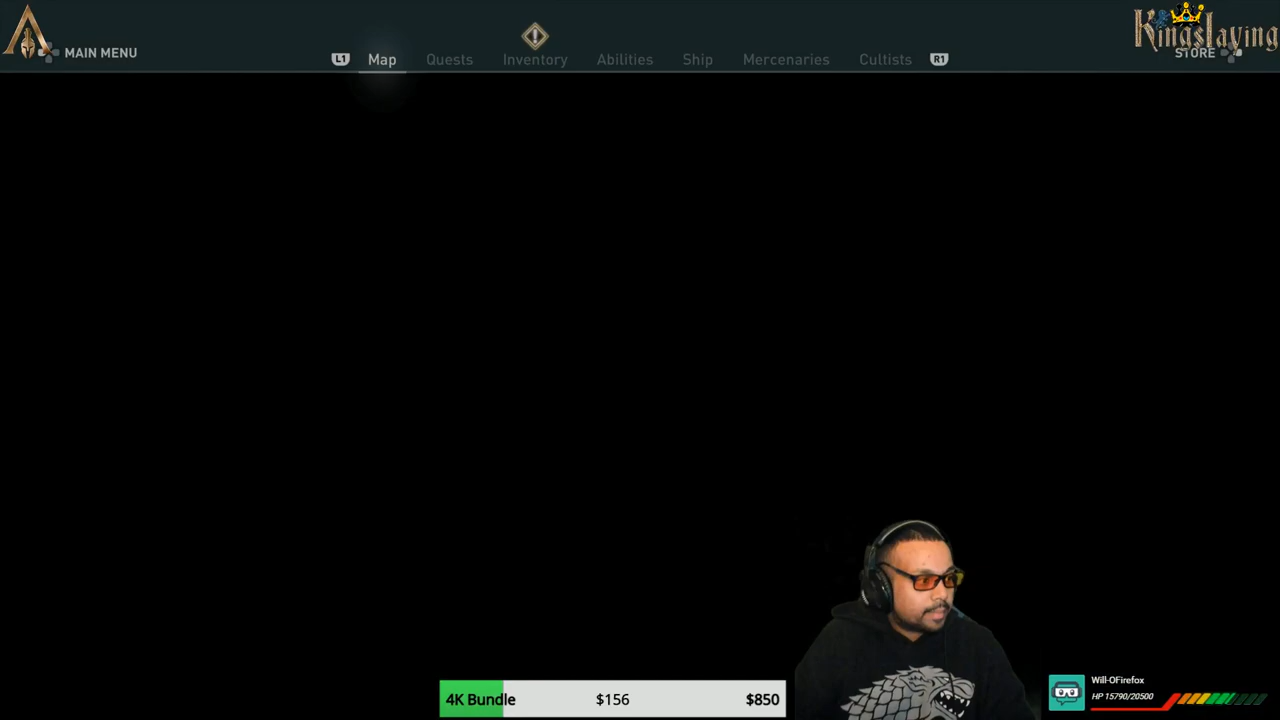 MAIN MENU
L1 Map Quests Inventory Abilities Ship Mercenaries Cultists R1
Kingslaying
STORE
4K Bundle $156 $850
Will-OFirefox
HP 15790/20500